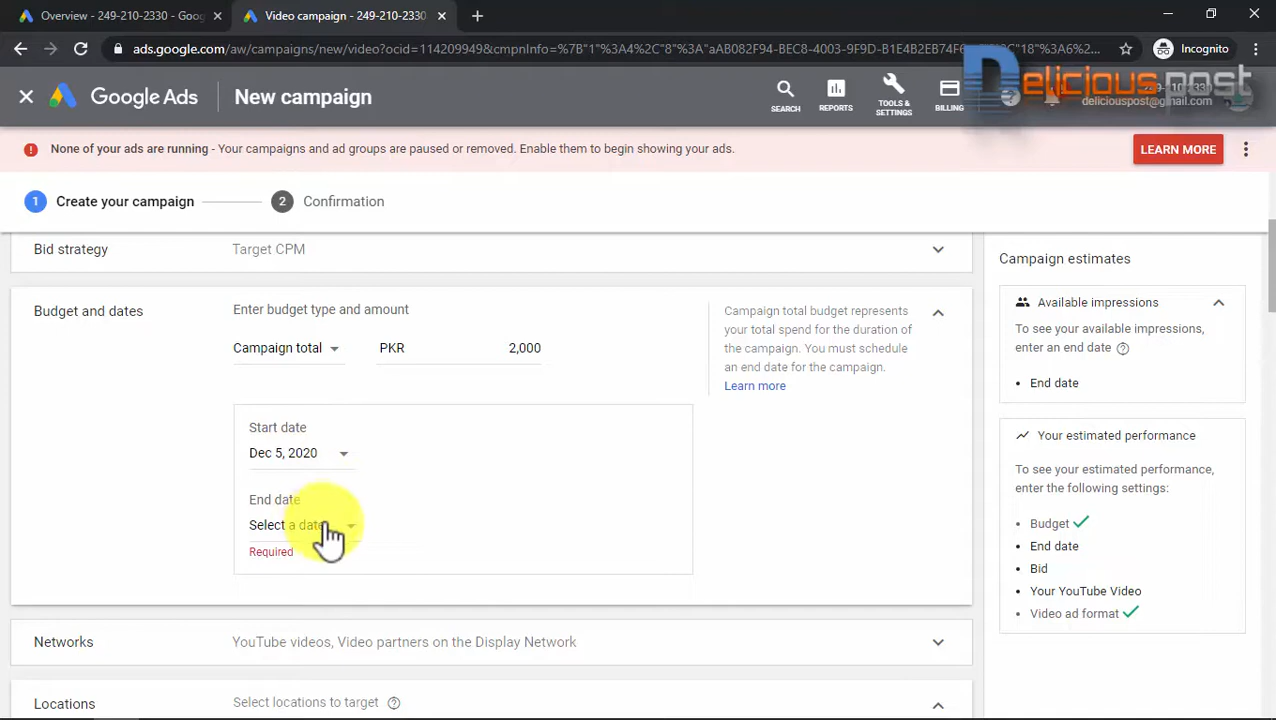 Overview - 249-210-2330 - Goog
Video campaign - 249-210-2330
ads.google.com/aw/campaigns/new/video?ocid=114209949&cmpnInfo=%7B"1"%3A4%2C"8"%3A"aAB082F94-BEC8-4003-9F9D-B1E4B2EB74F6
Incognito
Google Ads
New campaign
SEARCH
REPORTS
TOOLS & SETTINGS
BILLING
Delicious post
249-210-2330
deliciouspost@gmail.com
None of your ads are running - Your campaigns and ad groups are paused or removed. Enable them to begin showing your ads.
LEARN MORE
1 Create your campaign
2 Confirmation
Bid strategy
Target CPM
Budget and dates
Enter budget type and amount
Campaign total
PKR
2,000
Campaign total budget represents
your total spend for the duration of
the campaign. You must schedule
an end date for the campaign.
Learn more
Start date
Dec 5, 2020
End date
Select a date
Required
Networks
YouTube videos, Video partners on the Display Network
Locations
Select locations to target
Campaign estimates
Available impressions
To see your available impressions,
enter an end date
• End date
Your estimated performance
To see your estimated performance,
enter the following settings:
• Budget
• End date
• Bid
• Your YouTube Video
• Video ad format